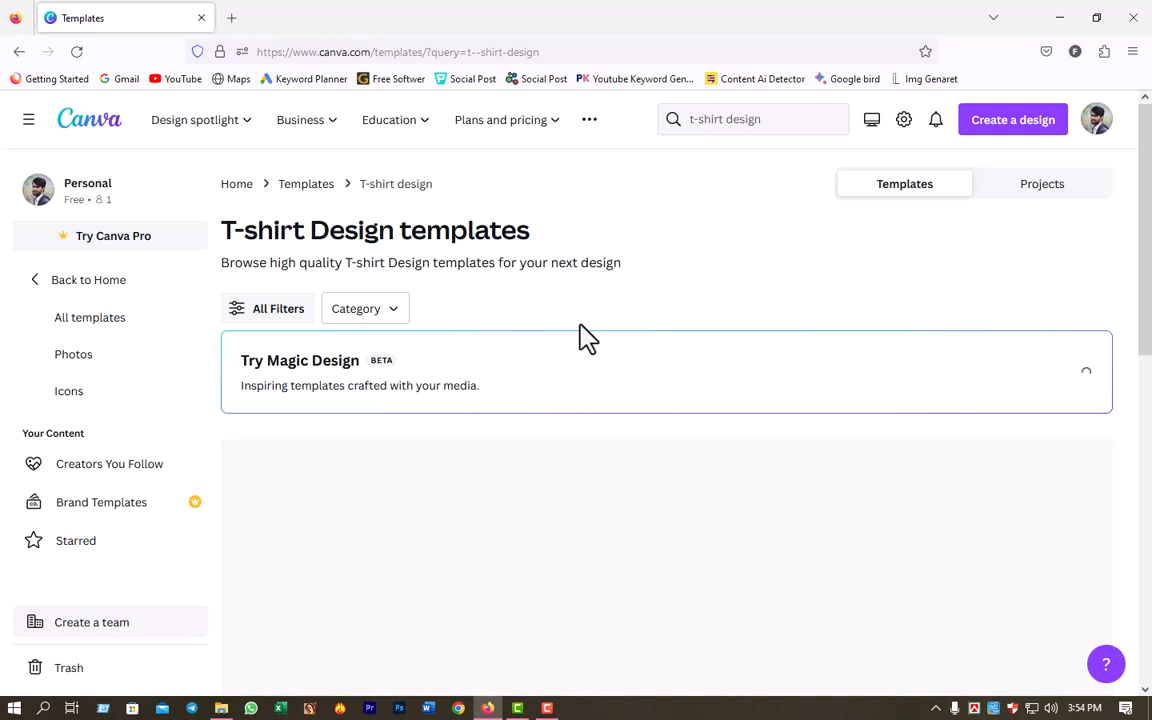 Templates
https://www.canva.com/templates/?query=t--shirt-design
F
Getting Started
Gmail
YouTube
Maps
Keyword Planner
Free Softwer
Social Post
Social Post
PK Youtube Keyword Gen...
Content Ai Detector
Google bird
Img Genaret
Canva
Design spotlight
Business
Education
Plans and pricing
t-shirt design
Create a design
Personal
Free • 1
Try Canva Pro
Back to Home
All templates
Photos
Icons
Your Content
Creators You Follow
Brand Templates
Starred
Create a team
Trash
Home > Templates > T-shirt design
Templates
Projects
T-shirt Design templates
Browse high quality T-shirt Design templates for your next design
All Filters
Category
Try Magic Design BETA
Inspiring templates crafted with your media.
?
3:54 PM